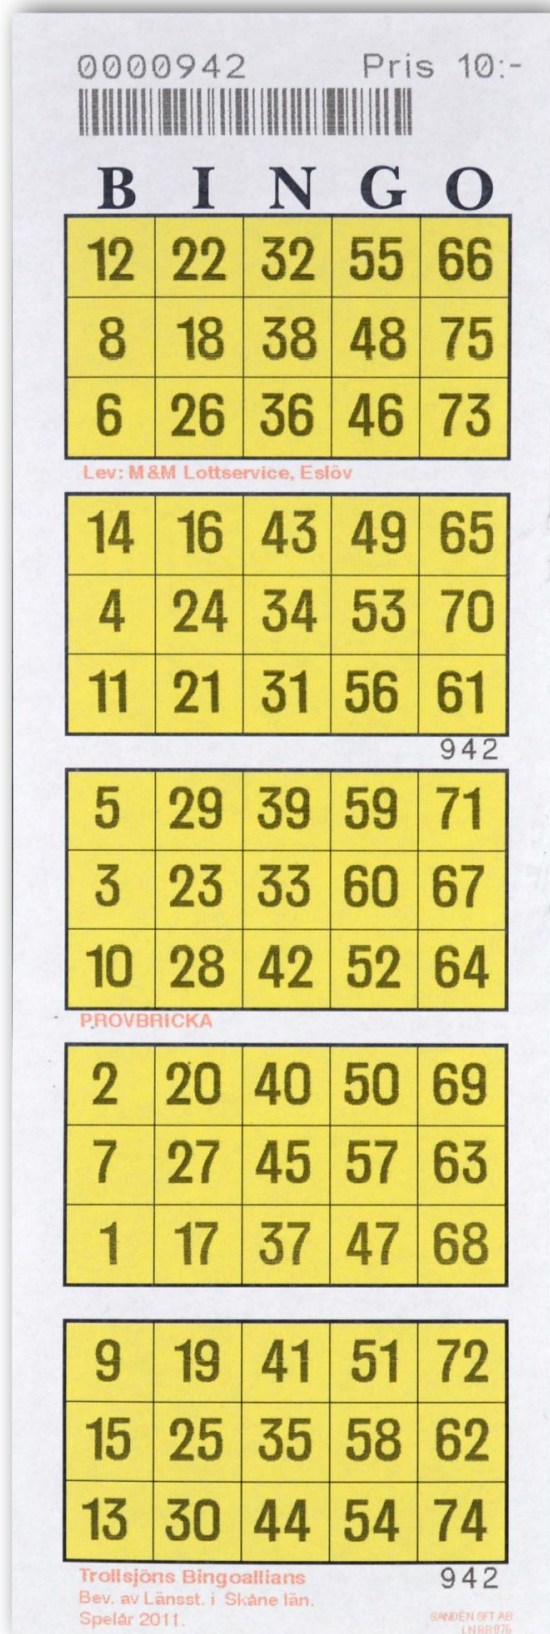 0000942 Pris 10:-
B I N G O
12 22 32 55 66
8 18 38 48 75
6 26 36 46 73
Lev: M&M Lottservice, Eslöv
14 16 43 49 65
4 24 34 53 70
11 21 31 56 61
942
5 29 39 59 71
3 23 33 60 67
10 28 42 52 64
PROVBRICKA
2 20 40 50 69
7 27 45 57 63
1 17 37 47 68
9 19 41 51 72
15 25 35 58 62
13 30 44 54 74
Trollsjöns Bingoallians 942
Bev. av Länsst. i Skåne län.
Spelår 2011.